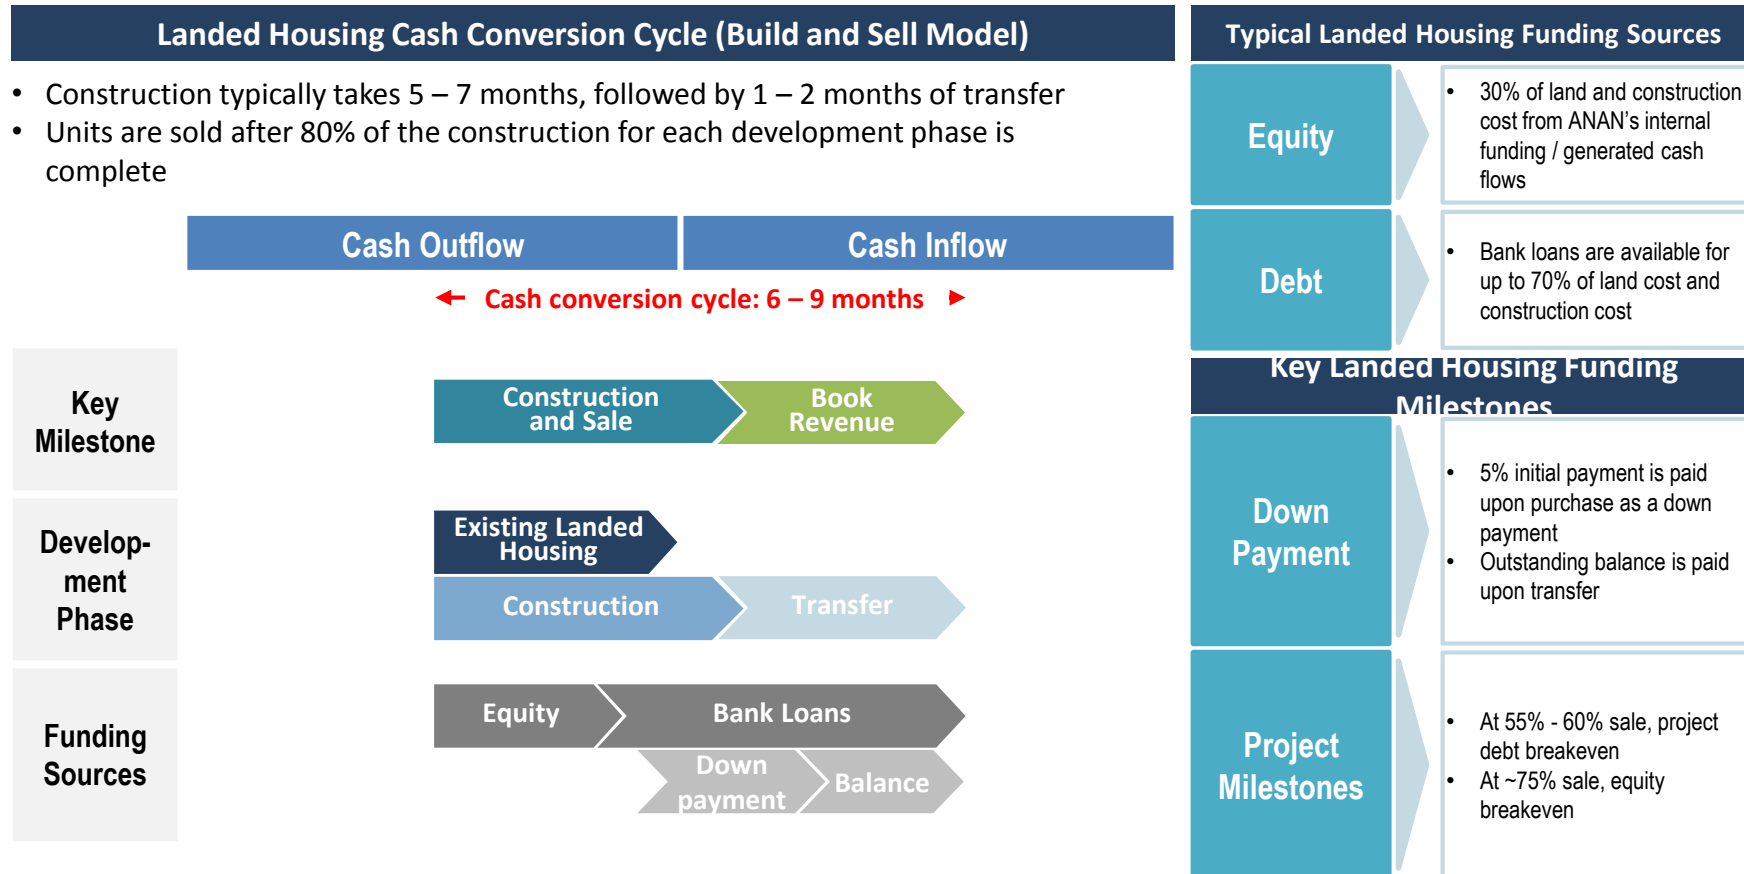 Landed Housing Cash Conversion Cycle (Build and Sell Model)
• Construction typically takes 5 – 7 months, followed by 1 – 2 months of transfer
• Units are sold after 80% of the construction for each development phase is
complete
Cash Outflow
Cash Inflow
Cash conversion cycle: 6 – 9 months
Key
Milestone
Construction
and Sale
Book
Revenue
Develop-
ment
Phase
Existing Landed
Housing
Construction
Transfer
Funding
Sources
Equity
Bank Loans
Down
payment
Balance
Typical Landed Housing Funding Sources
Equity
• 30% of land and construction
cost from ANAN’s internal
funding / generated cash
flows
Debt
• Bank loans are available for
up to 70% of land cost and
construction cost
Key Landed Housing Funding
Milestones
Down
Payment
• 5% initial payment is paid
upon purchase as a down
payment
• Outstanding balance is paid
upon transfer
Project
Milestones
• At 55% - 60% sale, project
debt breakeven
• At ~75% sale, equity
breakeven